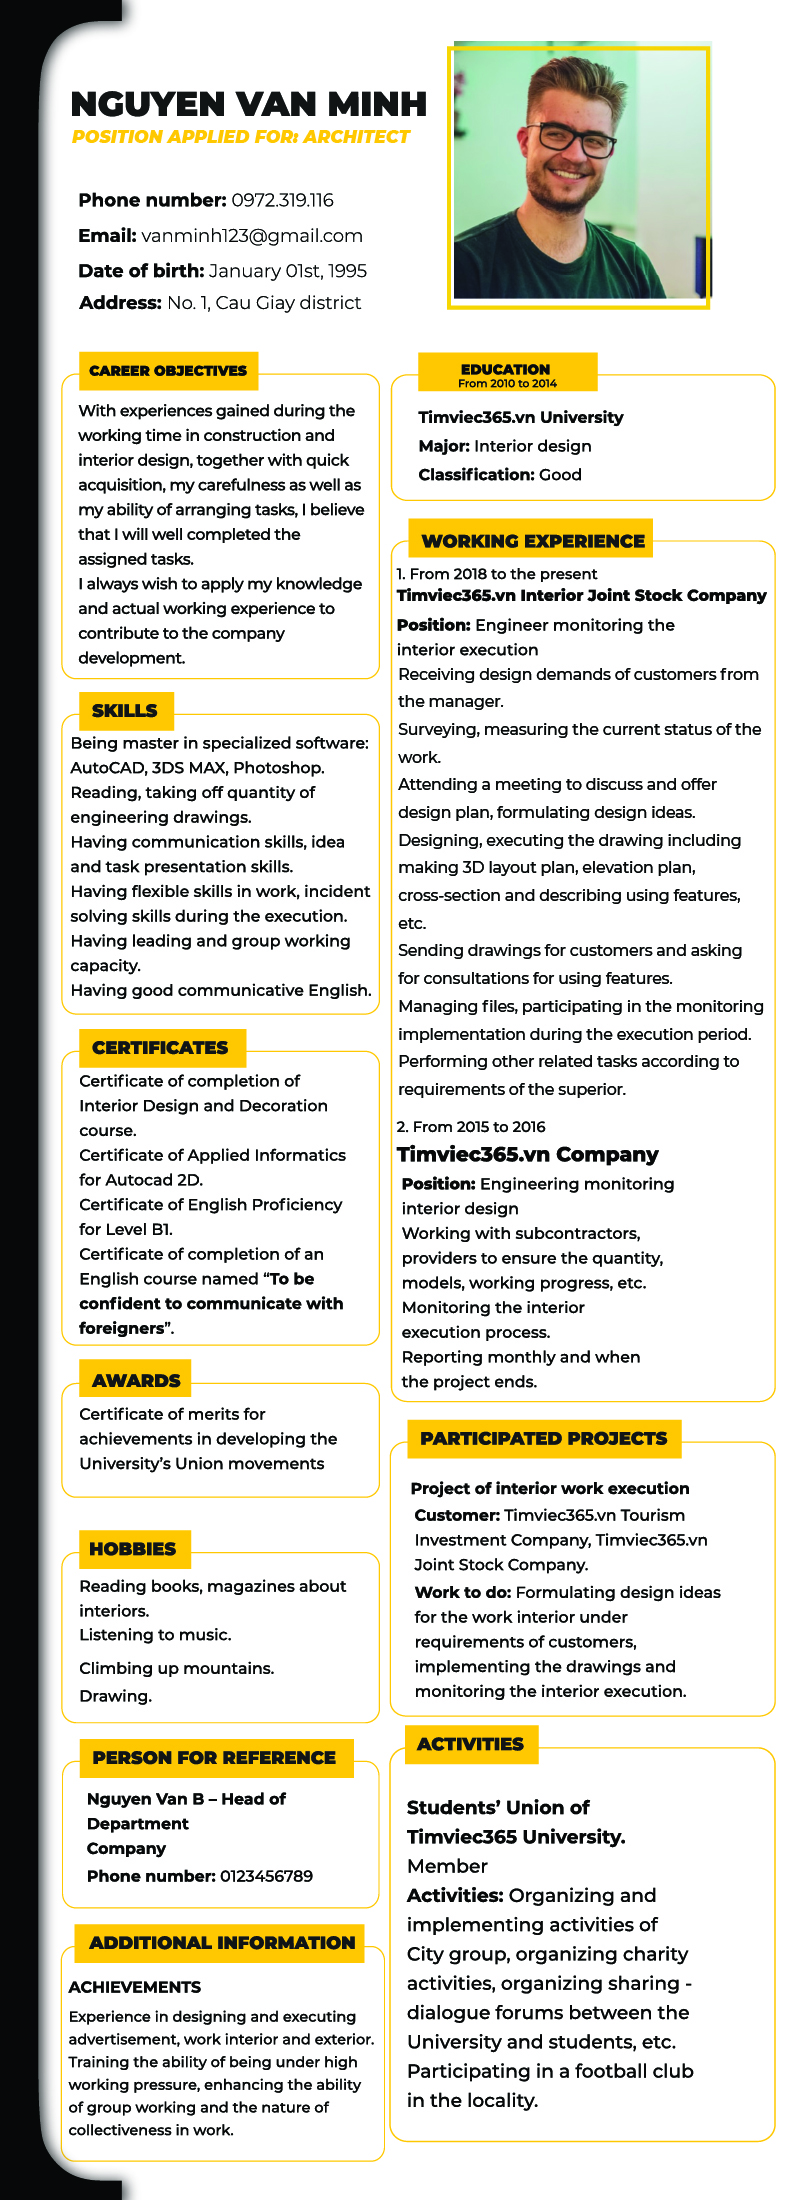 NGUYEN VAN MINH
POSITION APPLIED FOR: ARCHITECT
Phone number: 0972.319.116
Email: vanminh123@gmail.com
Date of birth: January 01st, 1995
Address: No. 1, Cau Giay district
CAREER OBJECTIVES
With experiences gained during the
working time in construction and
interior design, together with quick
acquisition, my carefulness as well as
my ability of arranging tasks, I believe
that I will well completed the
assigned tasks.
I always wish to apply my knowledge
and actual working experience to
contribute to the company
development.
SKILLS
Being master in specialized software:
AutoCAD, 3DS MAX, Photoshop.
Reading, taking off quantity of
engineering drawings.
Having communication skills, idea
and task presentation skills.
Having flexible skills in work, incident
solving skills during the execution.
Having leading and group working
capacity.
Having good communicative English.
CERTIFICATES
Certificate of completion of
Interior Design and Decoration
course.
Certificate of Applied Informatics
for Autocad 2D.
Certificate of English Proficiency
for Level B1.
Certificate of completion of an
English course named “To be
confident to communicate with
foreigners”.
AWARDS
Certificate of merits for
achievements in developing the
University’s Union movements
HOBBIES
Reading books, magazines about
interiors.
Listening to music.
Climbing up mountains.
Drawing.
PERSON FOR REFERENCE
Nguyen Van B – Head of
Department
Company
Phone number: 0123456789
ADDITIONAL INFORMATION
ACHIEVEMENTS
Experience in designing and executing
advertisement, work interior and exterior.
Training the ability of being under high
working pressure, enhancing the ability
of group working and the nature of
collectiveness in work.
EDUCATION
From 2010 to 2014
Timviec365.vn University
Major: Interior design
Classification: Good
WORKING EXPERIENCE
1. From 2018 to the present
Timviec365.vn Interior Joint Stock Company
Position: Engineer monitoring the
interior execution
Receiving design demands of customers from
the manager.
Surveying, measuring the current status of the
work.
Attending a meeting to discuss and offer
design plan, formulating design ideas.
Designing, executing the drawing including
making 3D layout plan, elevation plan,
cross-section and describing using features,
etc.
Sending drawings for customers and asking
for consultations for using features.
Managing files, participating in the monitoring
implementation during the execution period.
Performing other related tasks according to
requirements of the superior.
2. From 2015 to 2016
Timviec365.vn Company
Position: Engineering monitoring
interior design
Working with subcontractors,
providers to ensure the quantity,
models, working progress, etc.
Monitoring the interior
execution process.
Reporting monthly and when
the project ends.
PARTICIPATED PROJECTS
Project of interior work execution
Customer: Timviec365.vn Tourism
Investment Company, Timviec365.vn
Joint Stock Company.
Work to do: Formulating design ideas
for the work interior under
requirements of customers,
implementing the drawings and
monitoring the interior execution.
ACTIVITIES
Students’ Union of
Timviec365 University.
Member
Activities: Organizing and
implementing activities of
City group, organizing charity
activities, organizing sharing -
dialogue forums between the
University and students, etc.
Participating in a football club
in the locality.